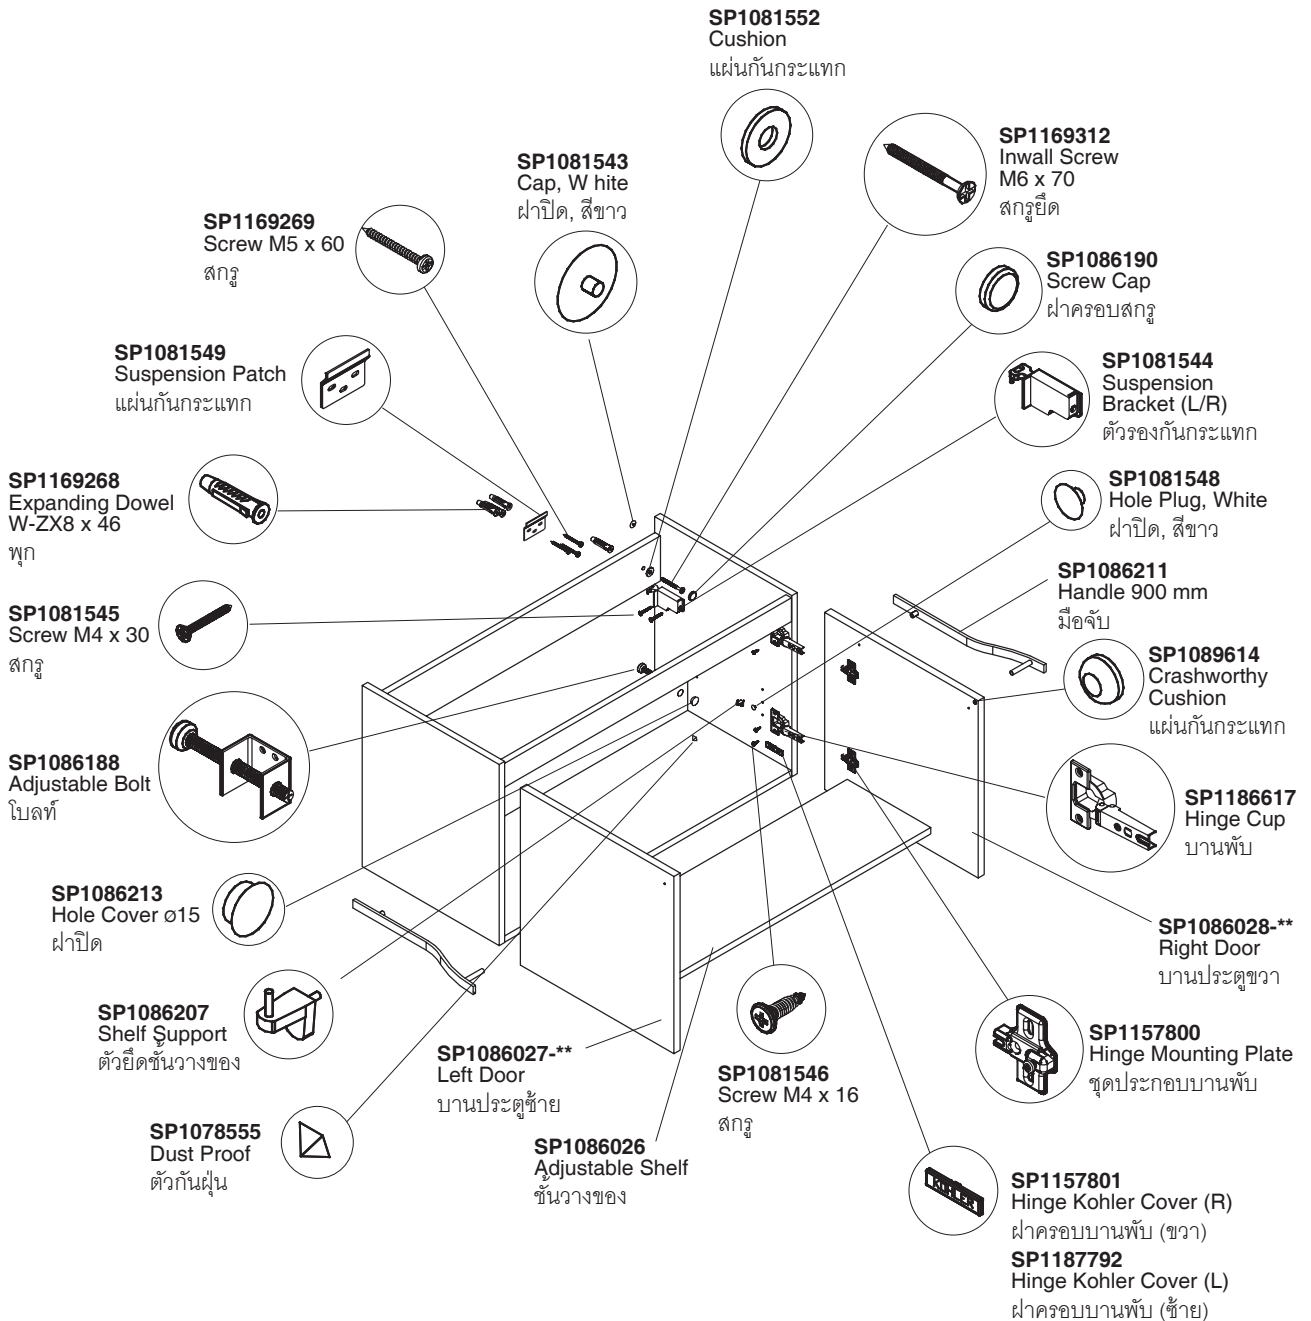 SP1081552
Cushion
แผ่นกันกระแทก
SP1169312
Inwall Screw
M6 x 70
สกรูยึด
SP1081543
Cap, W hite
ฝาปิด, สีขาว
SP1169269
Screw M5 x 60
สกรู
SP1086190
Screw Cap
ฝาครอบสกรู
SP1081549
Suspension Patch
แผ่นกันกระแทก
SP1081544
Suspension
Bracket (L/R)
ตัวรองกันกระแทก
SP1169268
Expanding Dowel
W-ZX8 x 46
พุก
SP1081548
Hole Plug, White
ฝาปิด, สีขาว
SP1086211
Handle 900 mm
มือจับ
SP1081545
Screw M4 x 30
สกรู
SP1089614
Crashworthy
Cushion
แผ่นกันกระแทก
SP1086188
Adjustable Bolt
โบลท์
SP1186617
Hinge Cup
บานพับ
SP1086213
Hole Cover ø15
ฝาปิด
SP1086028-**
Right Door
บานประตูขวา
SP1086207
Shelf Support
ตัวยึดชั้นวางของ
SP1086027-**
Left Door
บานประตูซ้าย
SP1081546
Screw M4 x 16
สกรู
SP1157800
Hinge Mounting Plate
ชุดประกอบบานพับ
SP1078555
Dust Proof
ตัวกันฝุ่น
SP1086026
Adjustable Shelf
ชั้นวางของ
KOHLER
SP1157801
Hinge Kohler Cover (R)
ฝาครอบบานพับ (ขวา)
SP1187792
Hinge Kohler Cover (L)
ฝาครอบบานพับ (ซ้าย)